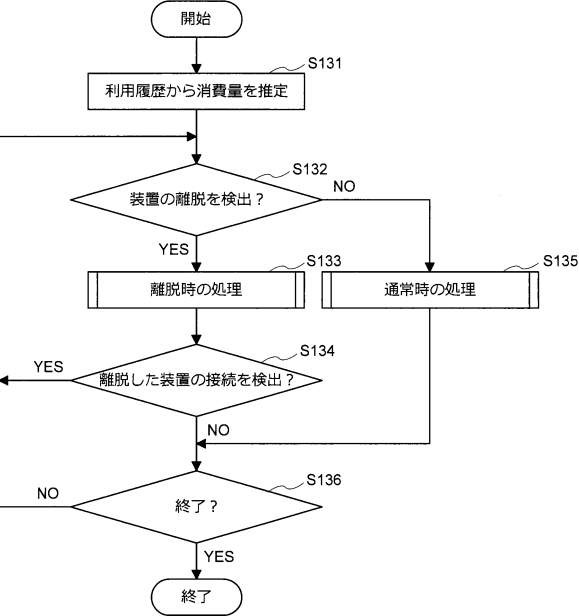 開始
S131
利用履歴から消費量を推定
S132
装置の離脱を検出?
NO
YES
S133
離脱時の処理
S135
通常時の処理
S134
YES
離脱した装置の接続を検出?
NO
S136
NO
終了?
YES
終了